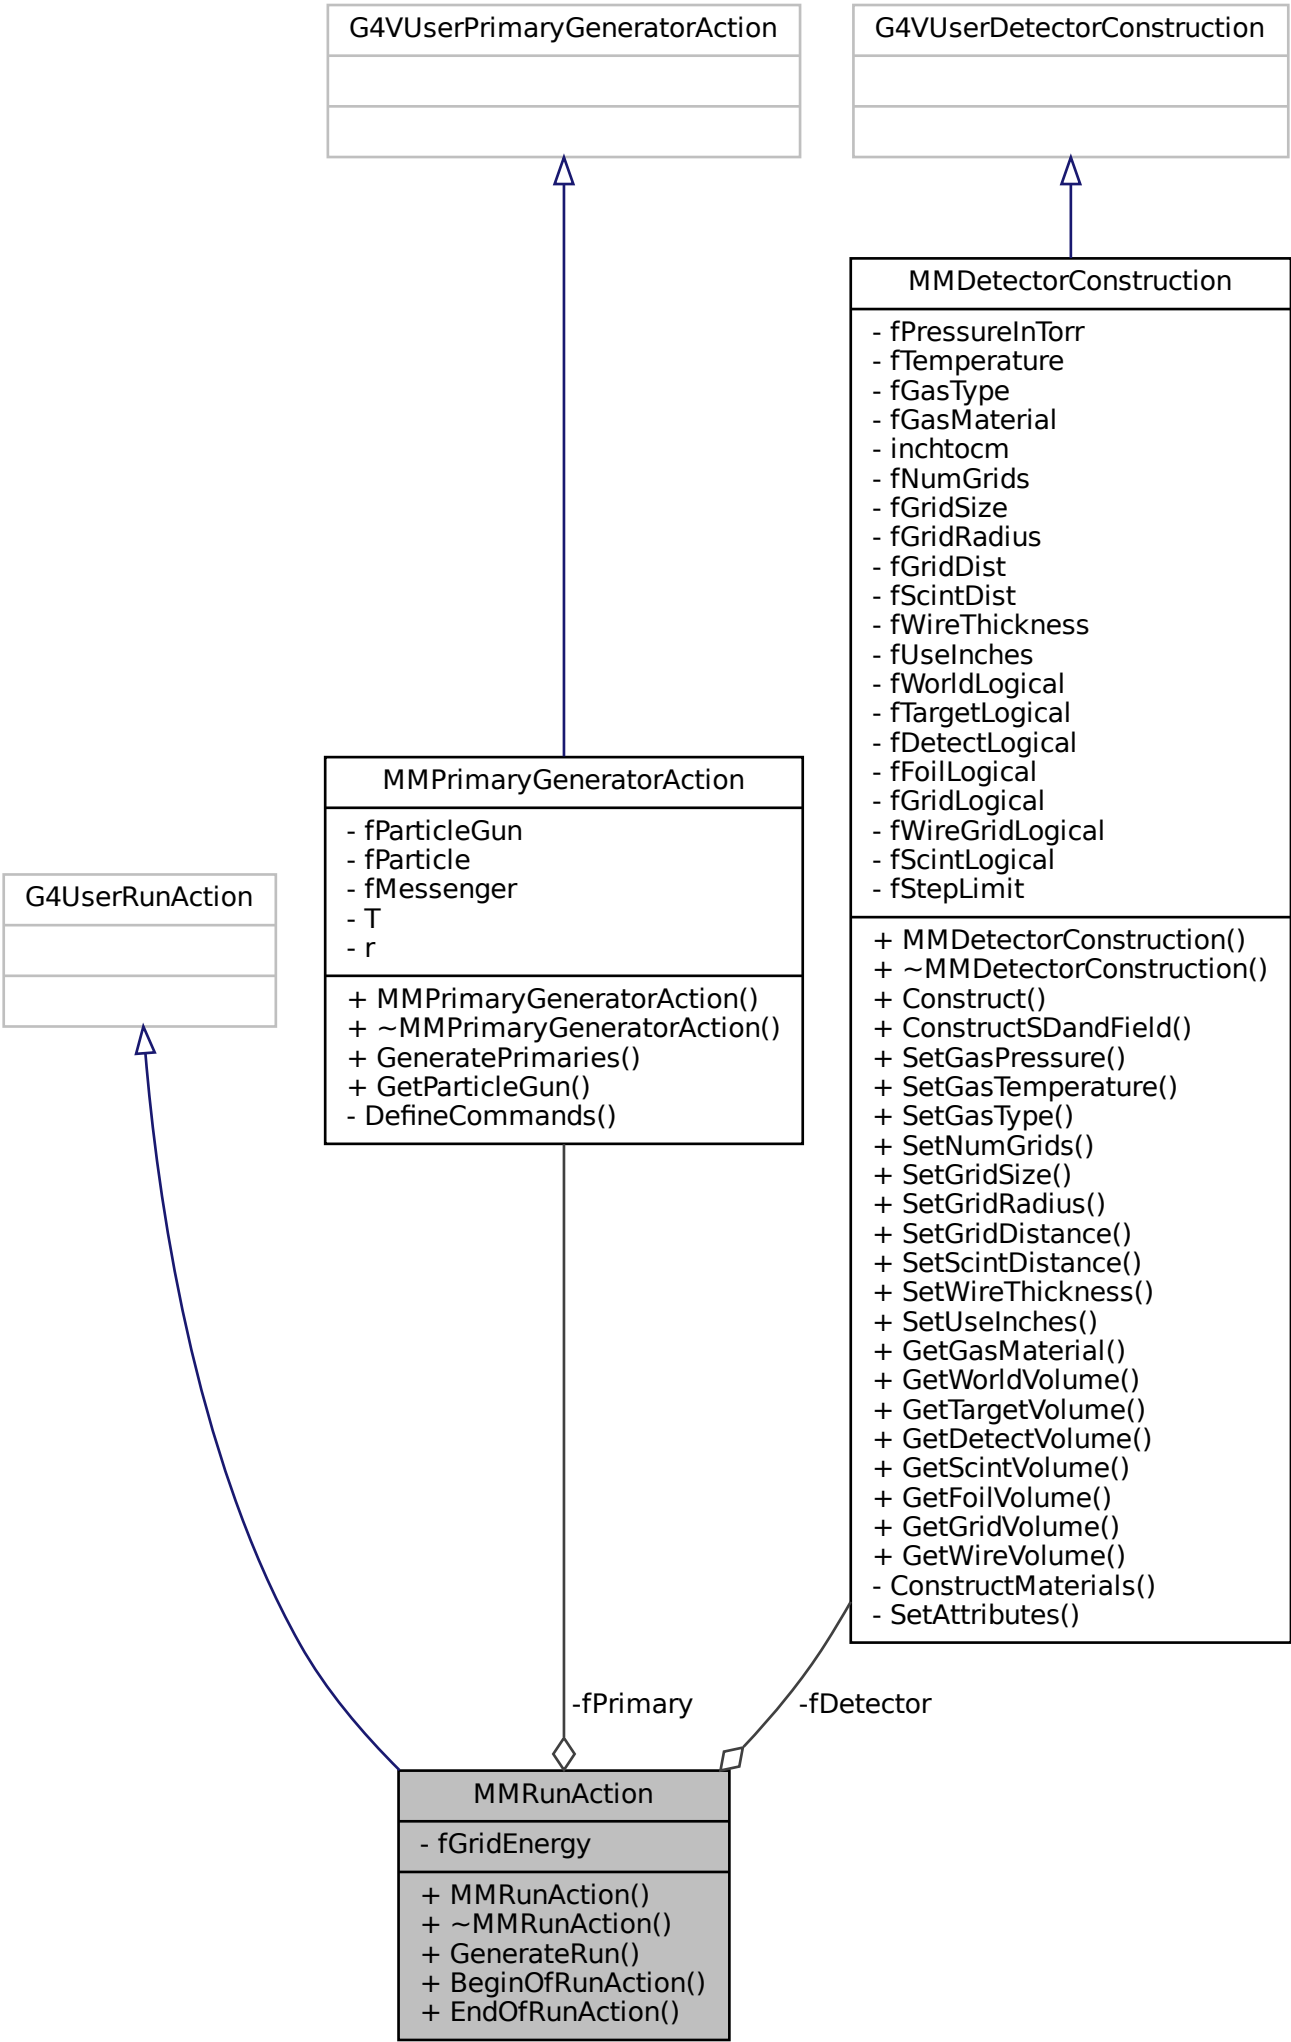 G4VUserPrimaryGeneratorAction
G4VUserDetectorConstruction
MMDetectorConstruction
- fPressureInTorr
- fTemperature
- fGasType
- fGasMaterial
- inchtocm
- fNumGrids
- fGridSize
- fGridRadius
- fGridDist
- fScintDist
- fWireThickness
- fUseInches
- fWorldLogical
- fTargetLogical
- fDetectLogical
- fFoilLogical
- fGridLogical
- fWireGridLogical
- fScintLogical
- fStepLimit
+ MMDetectorConstruction()
+ ~MMDetectorConstruction()
+ Construct()
+ ConstructSDandField()
+ SetGasPressure()
+ SetGasTemperature()
+ SetGasType()
+ SetNumGrids()
+ SetGridSize()
+ SetGridRadius()
+ SetGridDistance()
+ SetScintDistance()
+ SetWireThickness()
+ SetUseInches()
+ GetGasMaterial()
+ GetWorldVolume()
+ GetTargetVolume()
+ GetDetectVolume()
+ GetScintVolume()
+ GetFoilVolume()
+ GetGridVolume()
+ GetWireVolume()
- ConstructMaterials()
- SetAttributes()
MMPrimaryGeneratorAction
- fParticleGun
- fParticle
- fMessenger
- T
- r
+ MMPrimaryGeneratorAction()
+ ~MMPrimaryGeneratorAction()
+ GeneratePrimaries()
+ GetParticleGun()
- DefineCommands()
G4UserRunAction
-fPrimary
-fDetector
MMRunAction
- fGridEnergy
+ MMRunAction()
+ ~MMRunAction()
+ GenerateRun()
+ BeginOfRunAction()
+ EndOfRunAction()